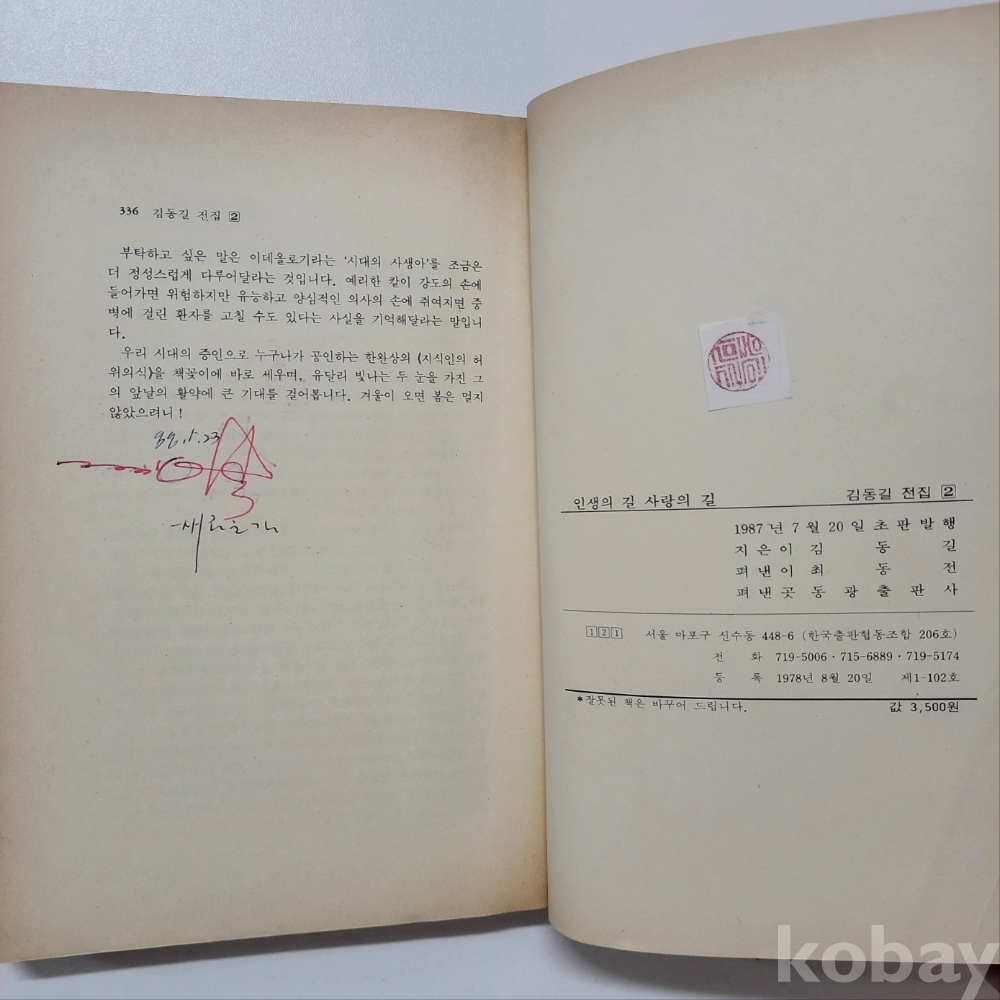 336 김동길 전집 2
부탁하고 싶은 말은 이데올로기라는 '시대의 사생아'를 조금은
더 정성스럽게 다루어달라는 것입니다. 예리한 칼이 강도의 손에
들어가면 위험하지만 유능하고 양심적인 의사의 손에 쥐여지면 중
병에 걸린 환자를 고칠 수도 있다는 사실을 기억해달라는 말입니
다.
우리 시대의 증인으로 누구나가 공인하는 한완상의 《지식인의 허
위의식》을 책꽂이에 바로 세우며, 유달리 빛나는 두 눈을 가진 그
의 앞날의 활약에 큰 기대를 걸어봅니다. 겨울이 오면 봄은 멀지
않았으려니!
88.5.23
인생의 길 사랑의 길 김동길 전집 2
1987년 7월 20일 초판발행
지은이 김 동 길
펴낸이 최 동 전
펴낸곳 동광출판사
121 서울 마포구 신수동 448-6 (한국출판협동조합 206호)
전 화 719-5006·715-6889·719-5174
등 록 1978년 8월 20일 제1-102호
*잘못된 책은 바꾸어 드립니다. 값 3,500원
kobay